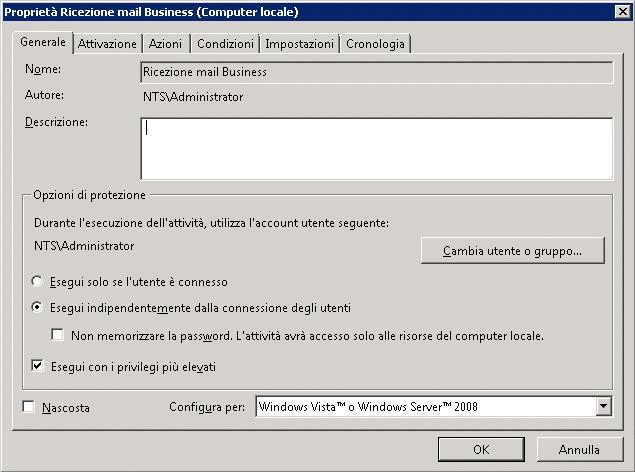 Proprietà Ricezione mail Business (Computer locale)
Generale Attivazione Azioni Condizioni Impostazioni Cronologia
Nome: Ricezione mail Business
Autore: NTS\Administrator
Descrizione:
Opzioni di protezione
Durante l'esecuzione dell'attività, utilizza l'account utente seguente:
NTS\Administrator
Cambia utente o gruppo...
Esegui solo se l'utente è connesso
Esegui indipendentemente dalla connessione degli utenti
Non memorizzare la password. L'attività avrà accesso solo alle risorse del computer locale.
Esegui con i privilegi più elevati
Nascosta Configura per: Windows Vista™ o Windows Server™ 2008
OK Annulla